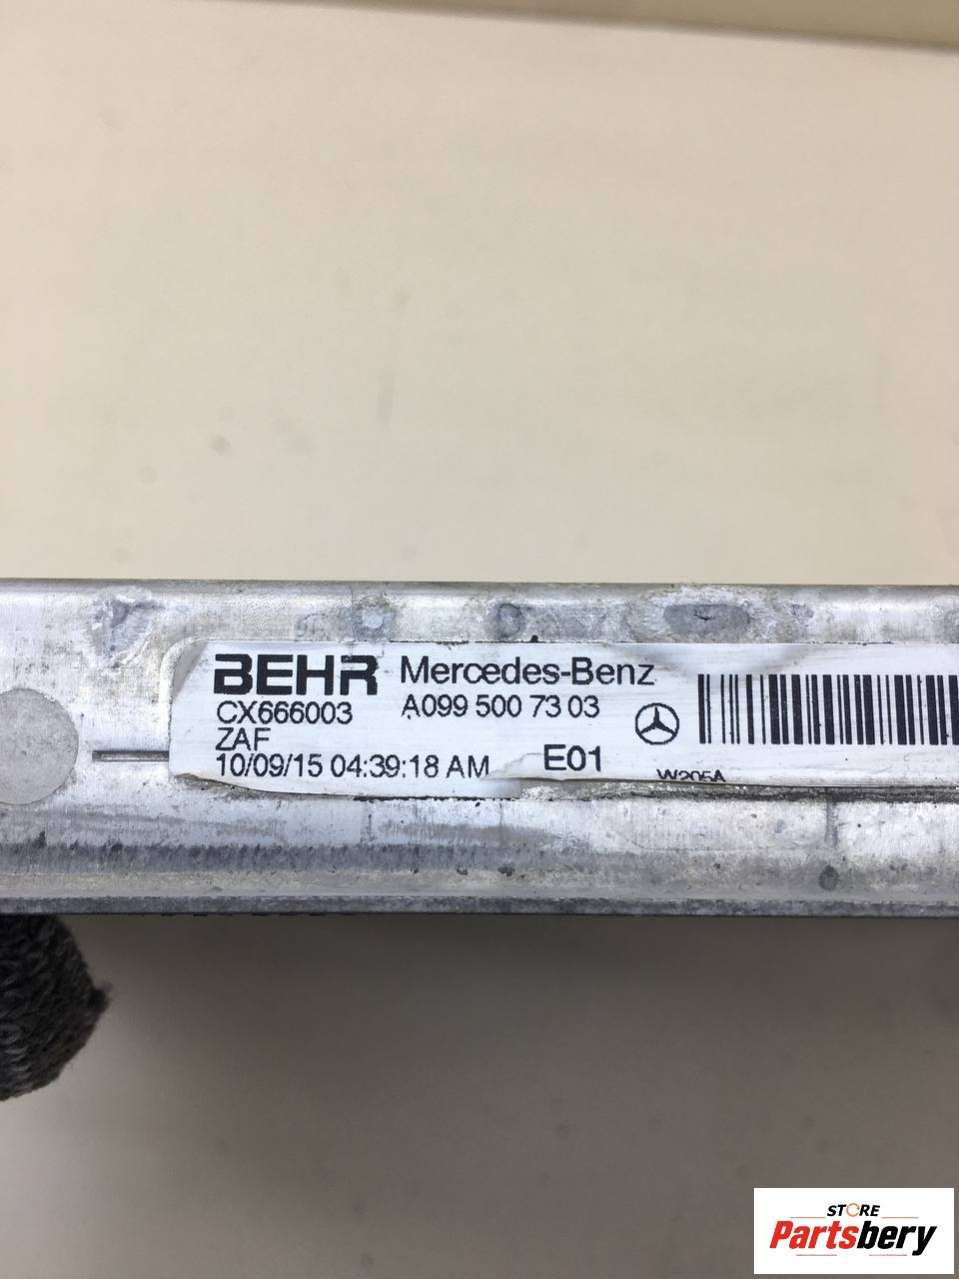 BEHR Mercedes-Benz
CX666003 A099 500 73 03
ZAF
10/09/15 04:39:18 AM E01 W205A
STORE
Partsbery